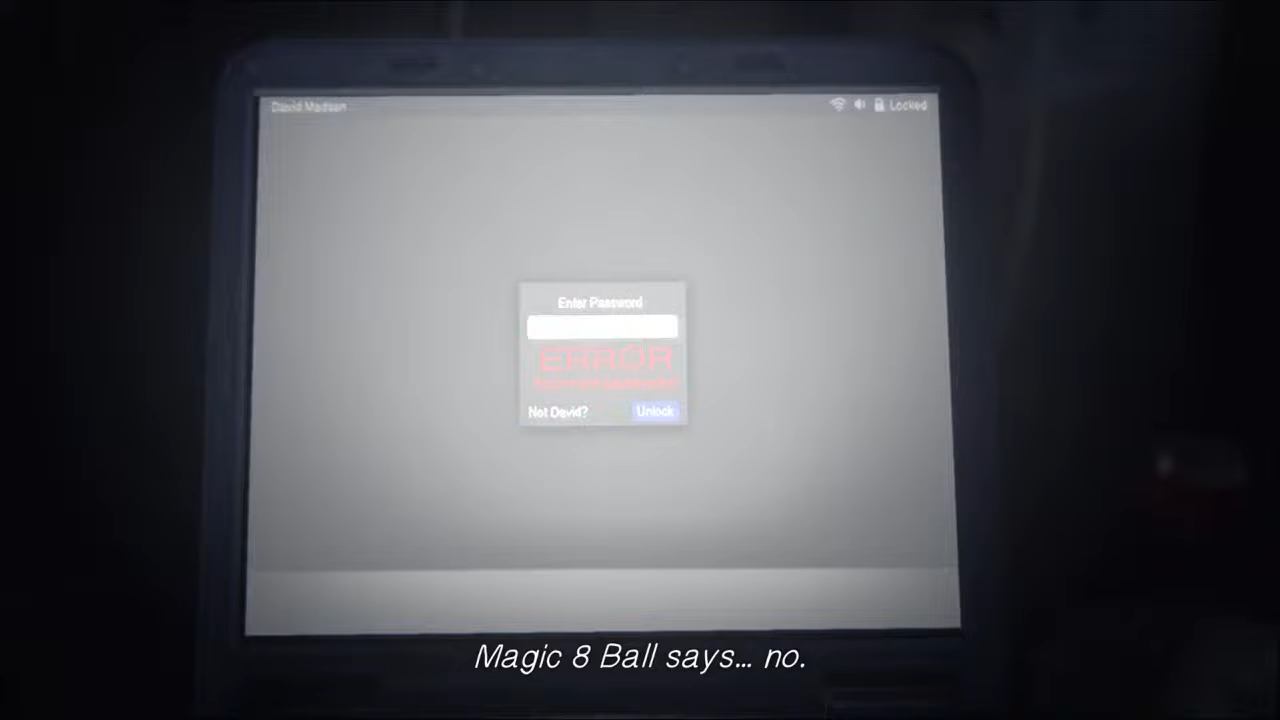 David Madsen
Locked
Enter Password
ERROR
Not David?
Unlock
Magic 8 Ball says... no.